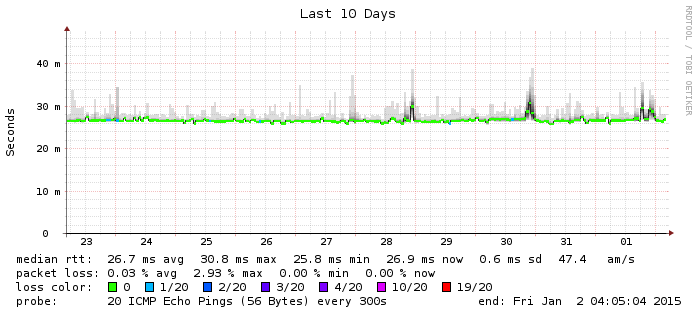 Last 10 Days
RRDTOOL / TOBI OETIKER
Seconds
40 m
30 m
20 m
10 m
0
23 24 25 26 27 28 29 30 31 01
median rtt: 26.7 ms avg 30.8 ms max 25.8 ms min 26.9 ms now 0.6 ms sd 47.4 am/s
packet loss: 0.03 % avg 2.93 % max 0.00 % min 0.00 % now
loss color: 0 1/20 2/20 3/20 4/20 10/20 19/20
probe: 20 ICMP Echo Pings (56 Bytes) every 300s end: Fri Jan 2 04:05:04 2015